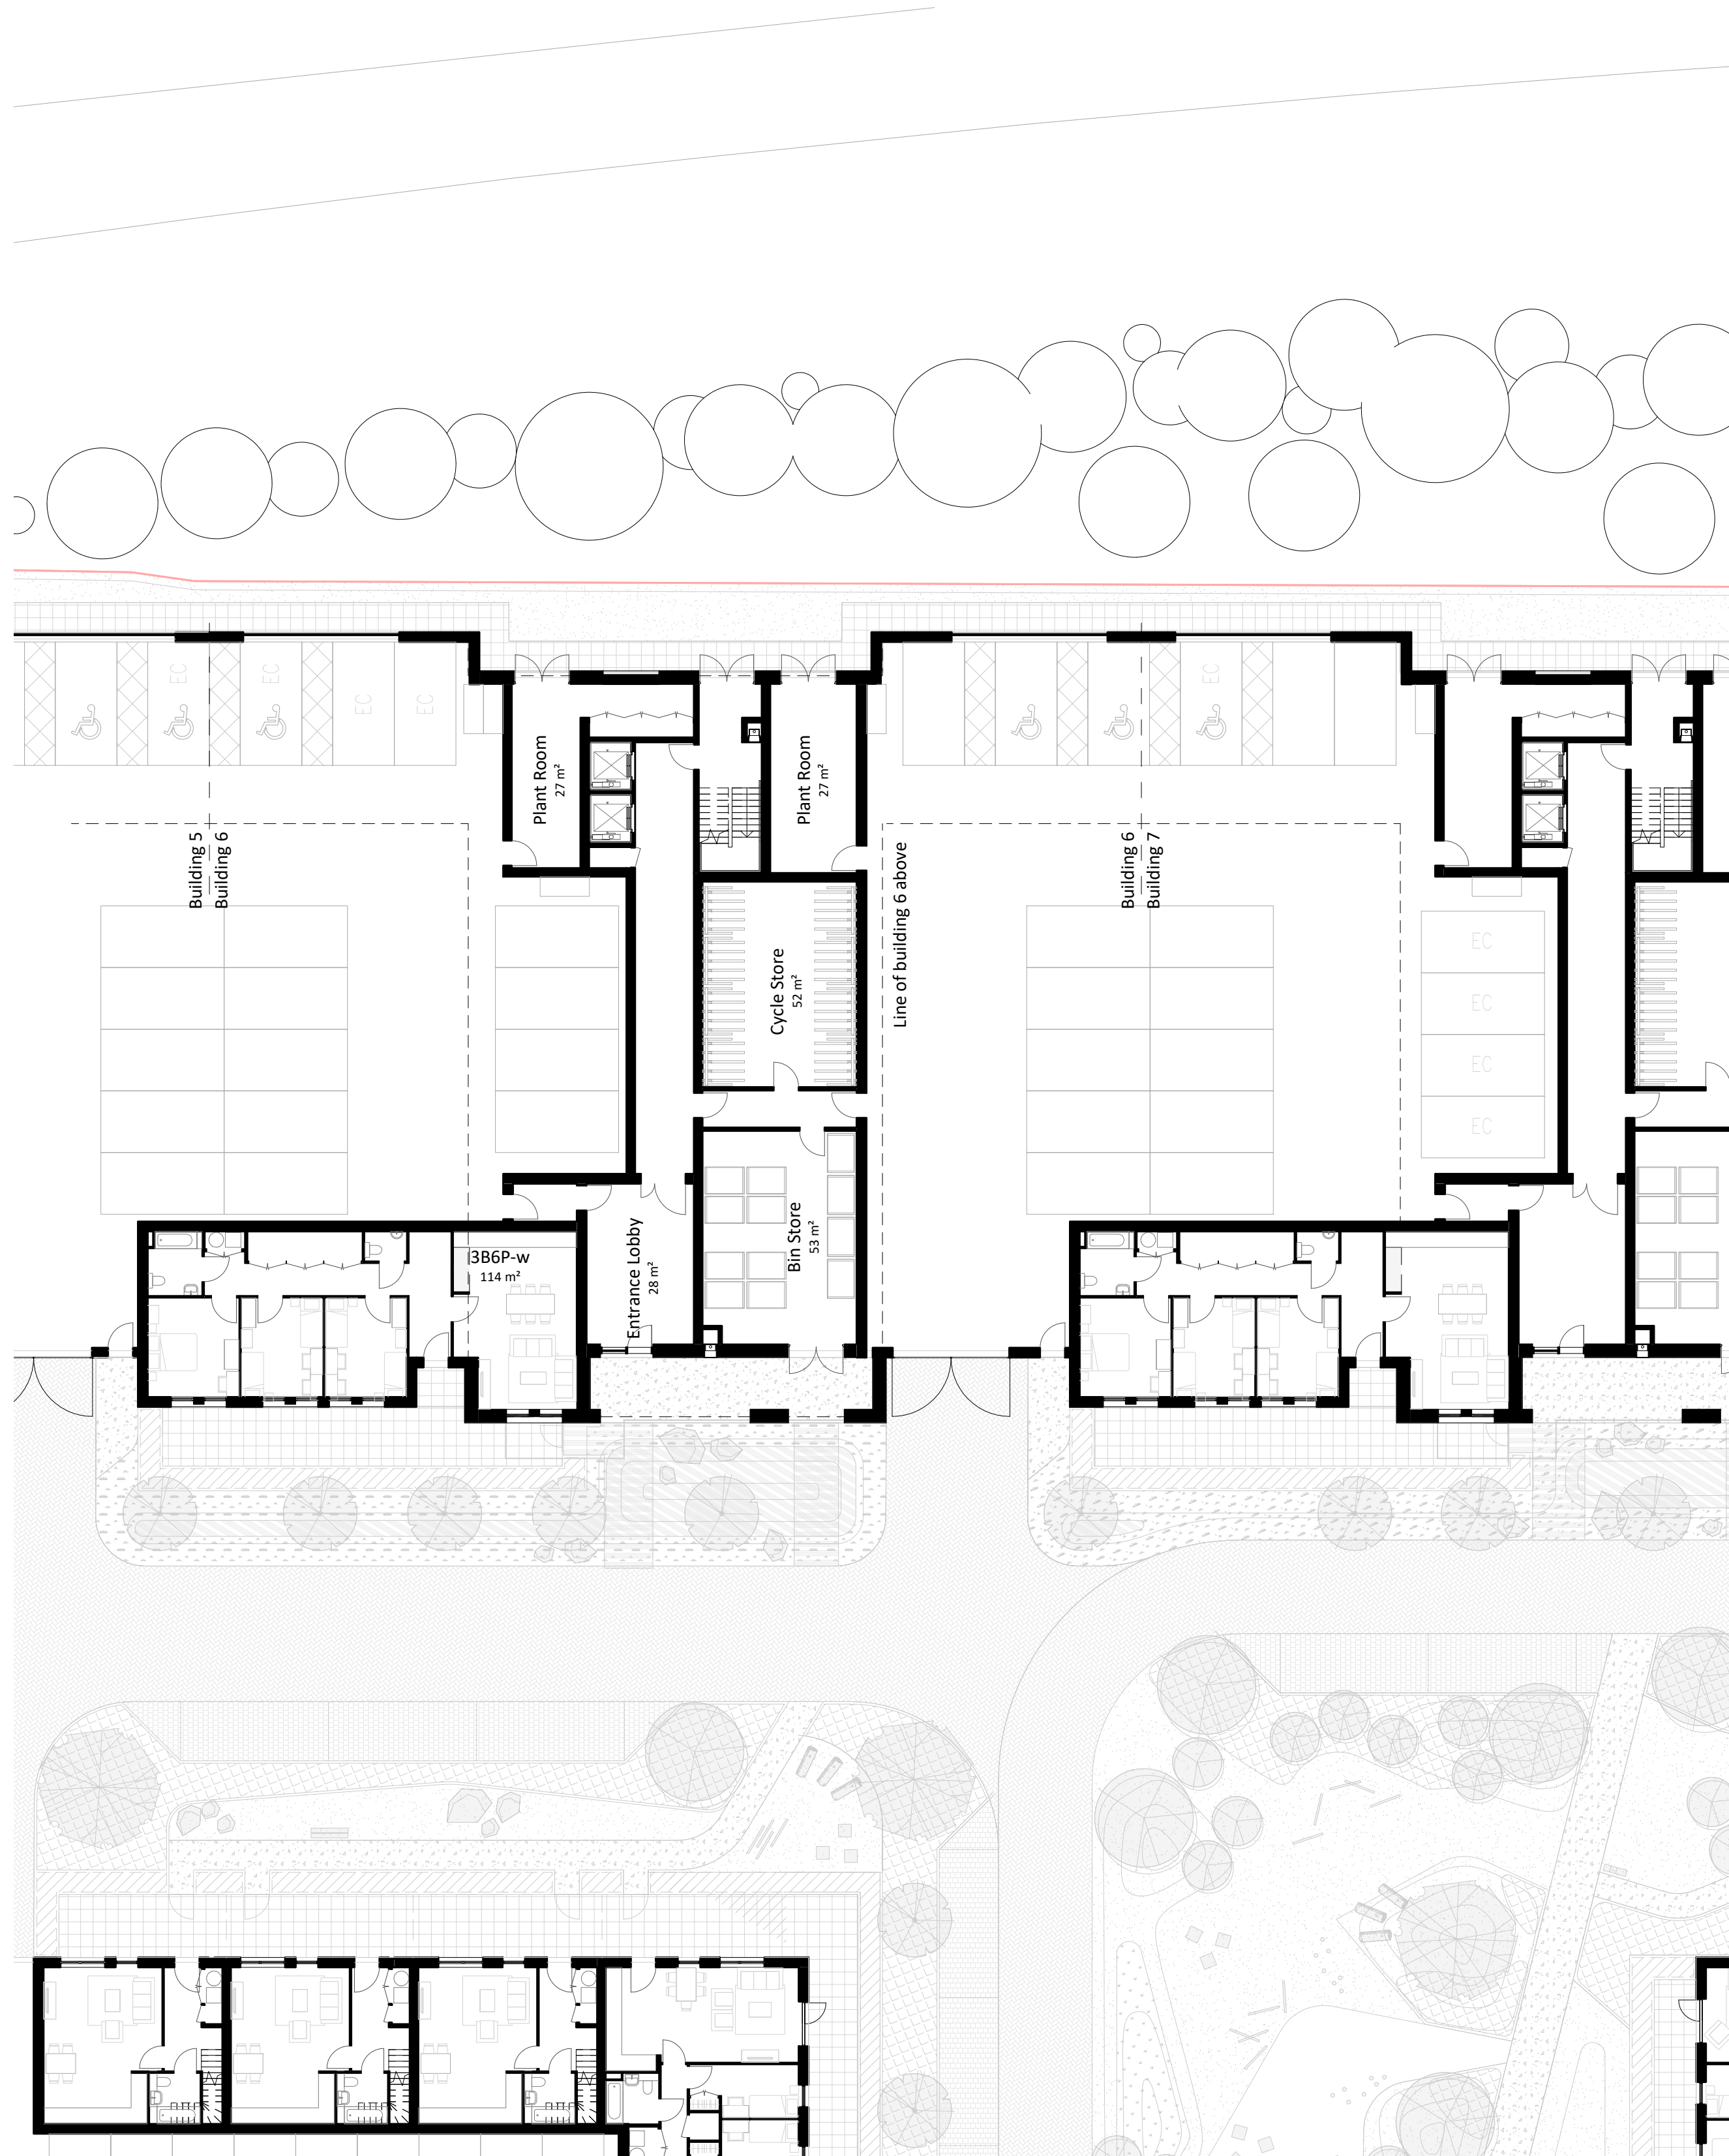 EC
EC
EC
EC
EC
Plant Room
27 m²
Plant Room
27 m²
Building 5
Building 6
Line of building 6 above
Building 6
Building 7
Cycle Store
52 m²
EC
EC
EC
EC
Bin Store
53 m²
Entrance Lobby
28 m²
3B6P-w
114 m²